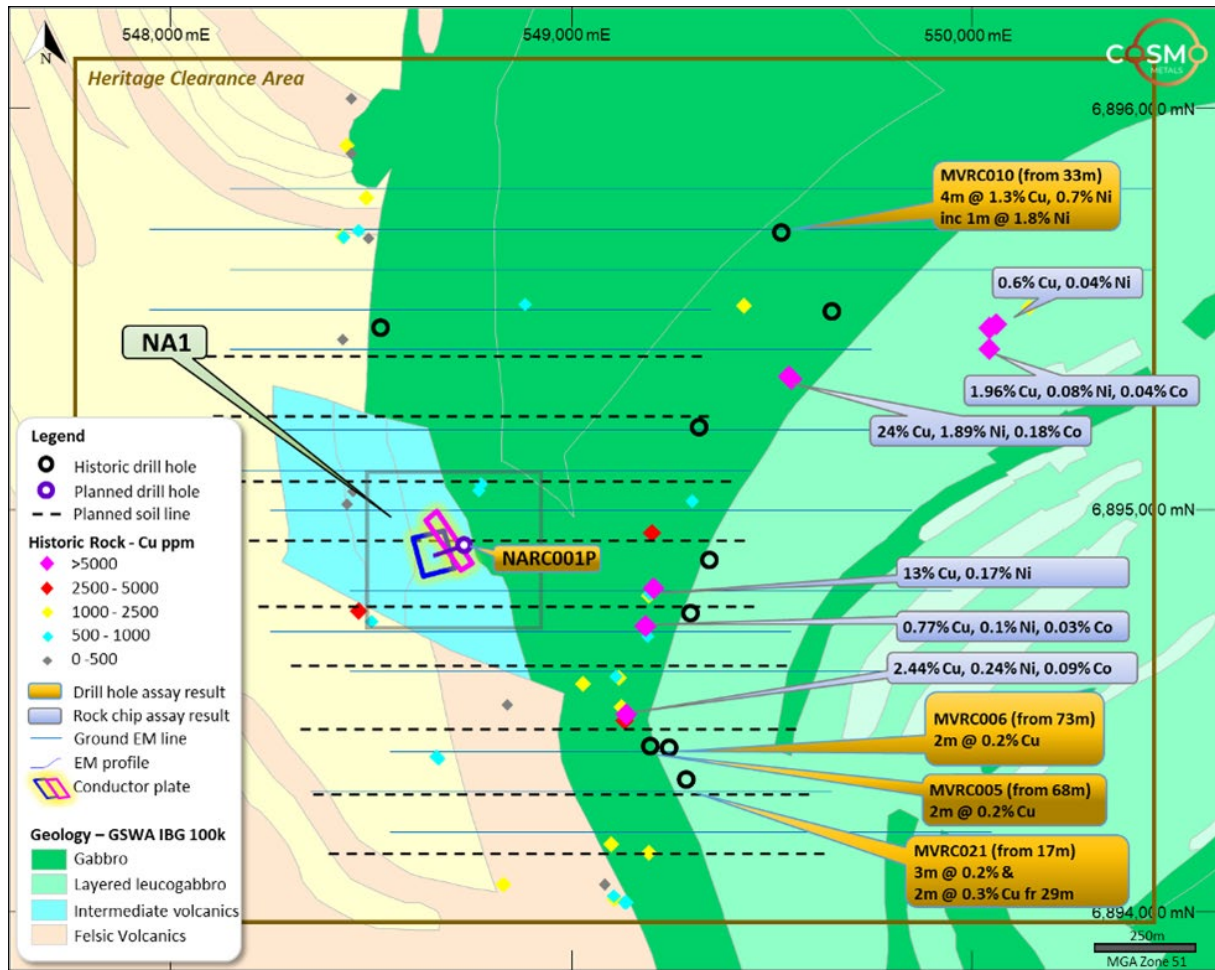 548,000 mE
549,000 mE
550,000 mE
N
COSMO
METALS
Heritage Clearance Area
6,896,000 mN
MVRC010 (from 33m)
4m @ 1.3% Cu, 0.7% Ni
inc 1m @ 1.8% Ni
0.6% Cu, 0.04% Ni
NA1
1.96% Cu, 0.08% Ni, 0.04% Co
24% Cu, 1.89% Ni, 0.18% Co
6,895,000 mN
NARC001P
13% Cu, 0.17% Ni
0.77% Cu, 0.1% Ni, 0.03% Co
2.44% Cu, 0.24% Ni, 0.09% Co
MVRC006 (from 73m)
2m @ 0.2% Cu
MVRC005 (from 68m)
2m @ 0.2% Cu
MVRC021 (from 17m)
3m @ 0.2% &
2m @ 0.3% Cu fr 29m
6,894,000 mN
250m
MGA Zone 51
Legend
Historic drill hole
Planned drill hole
Planned soil line
Historic Rock - Cu ppm
>5000
2500 - 5000
1000 - 2500
500 - 1000
0 -500
Drill hole assay result
Rock chip assay result
Ground EM line
EM profile
Conductor plate
Geology – GSWA IBG 100k
Gabbro
Layered leucogabbro
Intermediate volcanics
Felsic Volcanics